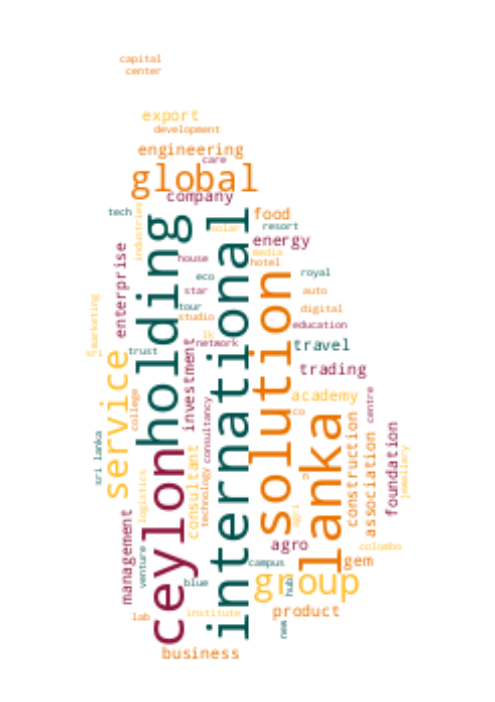 capital
center
export
development
engineering
care
global
company
tech
industries
holding
international
solar
food
resort
energy
media
hotel
house
enterprise
eco
royal
star
auto
tour
studio
digital
education
marketing
lk
network
travel
trust
investment
solution
trading
service
college
consultancy
academy
co
centre
lanka
construction
association
foundation
jewellery
sri lanka
ceylon
consultant
technology
logistics
agri
agro
colombo
management
venture
campus
gem
blue
group
hub
lab
institute
product
new
business